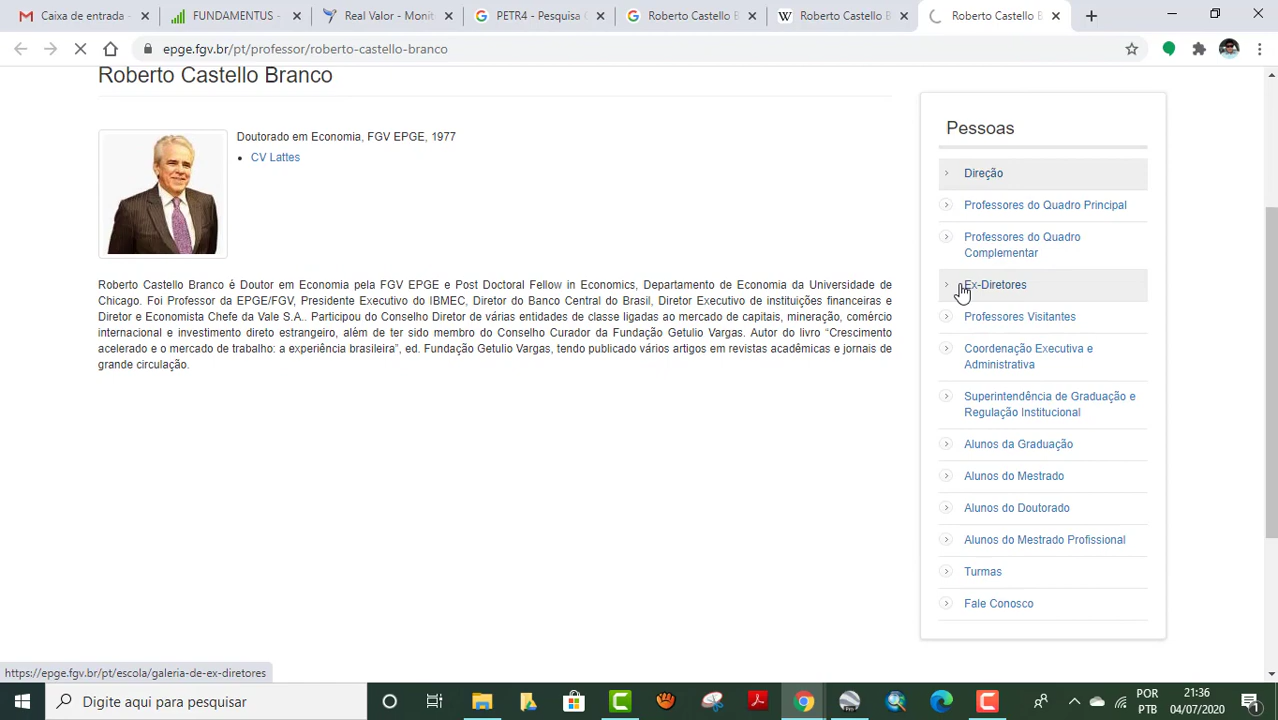 Caixa de entrada -
FUNDAMENTUS -
Real Valor - Monit
PETR4 - Pesquisa G
Roberto Castello B
Roberto Castello B
Roberto Castello B
epge.fgv.br/pt/professor/roberto-castello-branco
Roberto Castello Branco
Doutorado em Economia, FGV EPGE, 1977
CV Lattes
Roberto Castello Branco é Doutor em Economia pela FGV EPGE e Post Doctoral Fellow in Economics, Departamento de Economia da Universidade de
Chicago. Foi Professor da EPGE/FGV, Presidente Executivo do IBMEC, Diretor do Banco Central do Brasil, Diretor Executivo de instituições financeiras e
Diretor e Economista Chefe da Vale S.A.. Participou do Conselho Diretor de várias entidades de classe ligadas ao mercado de capitais, mineração, comércio
internacional e investimento direto estrangeiro, além de ter sido membro do Conselho Curador da Fundação Getulio Vargas. Autor do livro “Crescimento
acelerado e o mercado de trabalho: a experiência brasileira”, ed. Fundação Getulio Vargas, tendo publicado vários artigos em revistas acadêmicas e jornais de
grande circulação.
Pessoas
Direção
Professores do Quadro Principal
Professores do Quadro
Complementar
Ex-Diretores
Professores Visitantes
Coordenação Executiva e
Administrativa
Superintendência de Graduação e
Regulação Institucional
Alunos da Graduação
Alunos do Mestrado
Alunos do Doutorado
Alunos do Mestrado Profissional
Turmas
Fale Conosco
https://epge.fgv.br/pt/escola/galeria-de-ex-diretores
Digite aqui para pesquisar
POR
PTB
21:36
04/07/2020
1